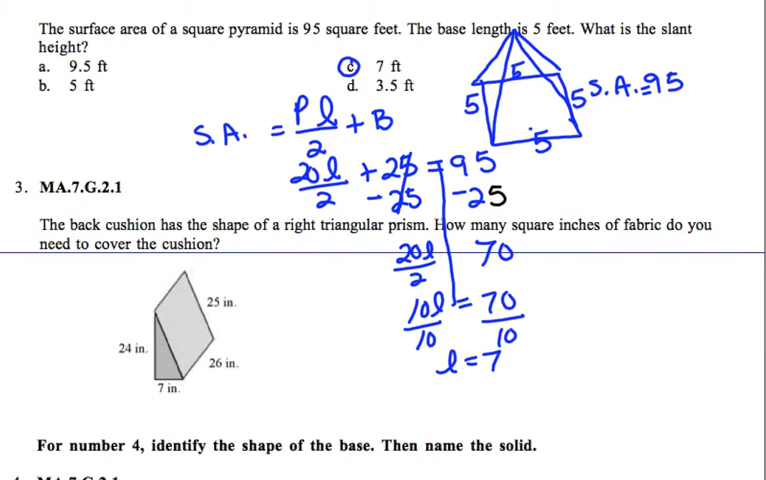 The surface area of a square pyramid is 95 square feet. The base length is 5 feet. What is the slant
height?
a. 9.5 ft
c. 7 ft
b. 5 ft
d. 3.5 ft
5
5
5
5
S.A.=95
S.A. = Pl/2 + B
20l/2 + 25 = 95
- 25 -25
20l/2 70
10l = 70
10 10
l = 7
3. MA.7.G.2.1
The back cushion has the shape of a right triangular prism. How many square inches of fabric do you
need to cover the cushion?
25 in.
24 in.
26 in.
7 in.
For number 4, identify the shape of the base. Then name the solid.